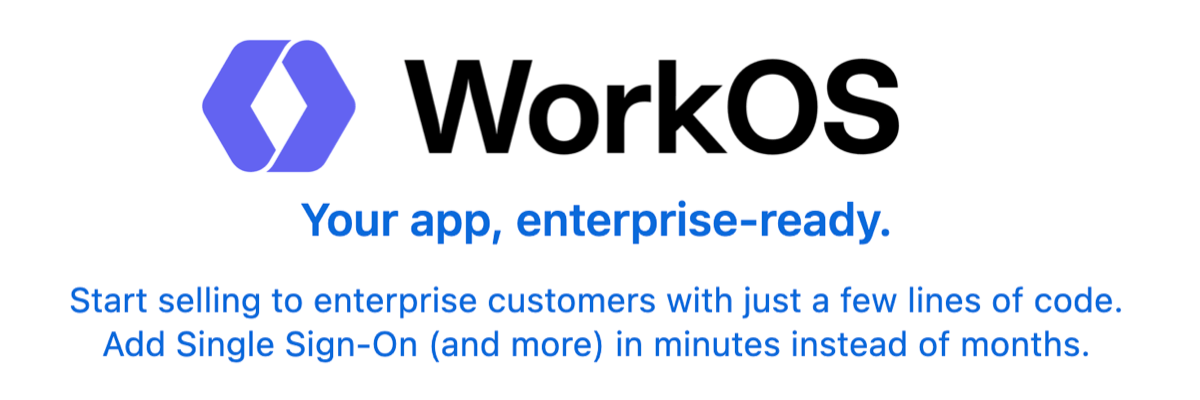 WorkOS
Your app, enterprise-ready.
Start selling to enterprise customers with just a few lines of code.
Add Single Sign-On (and more) in minutes instead of months.